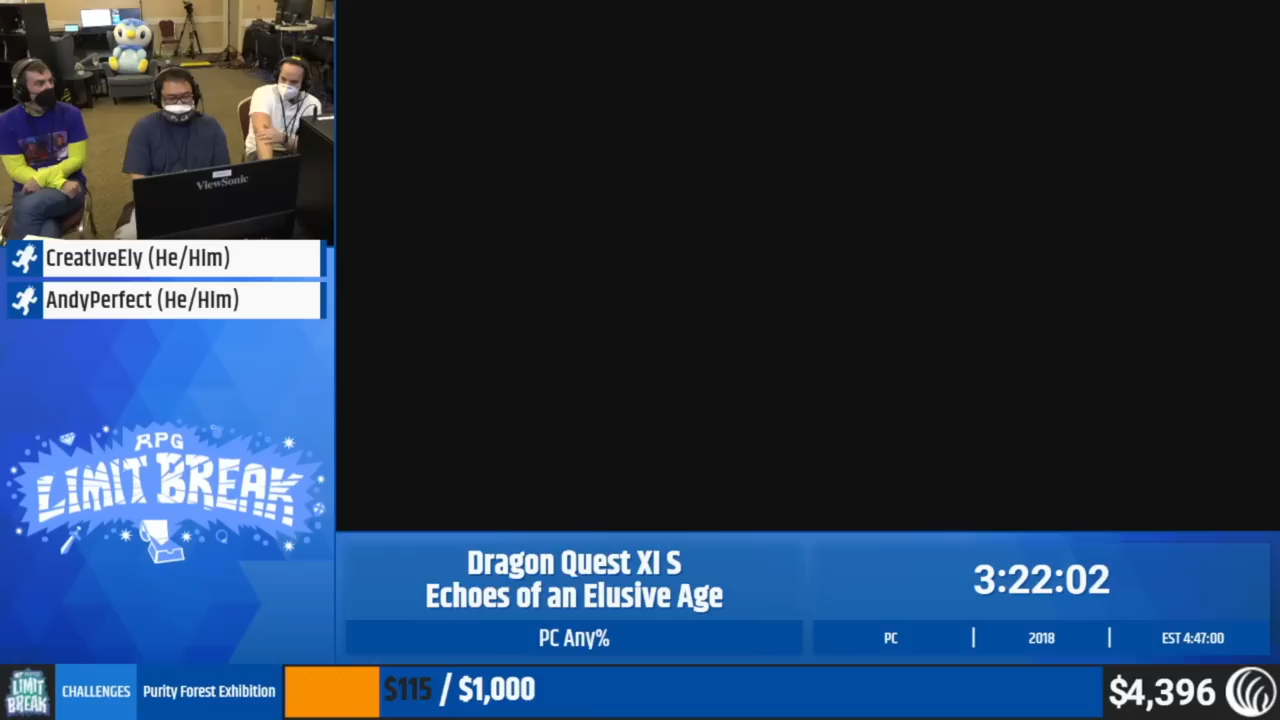 ViewSonic
CreativeEly (He/Him)
AndyPerfect (He/Him)
RPG
LIMIT BREAK
Dragon Quest XI S
Echoes of an Elusive Age
3:22:02
PC Any%
PC | 2018 | EST 4:47:00
LIMIT BREAK
CHALLENGES
Purity Forest Exhibition
$115 / $1,000
$4,396